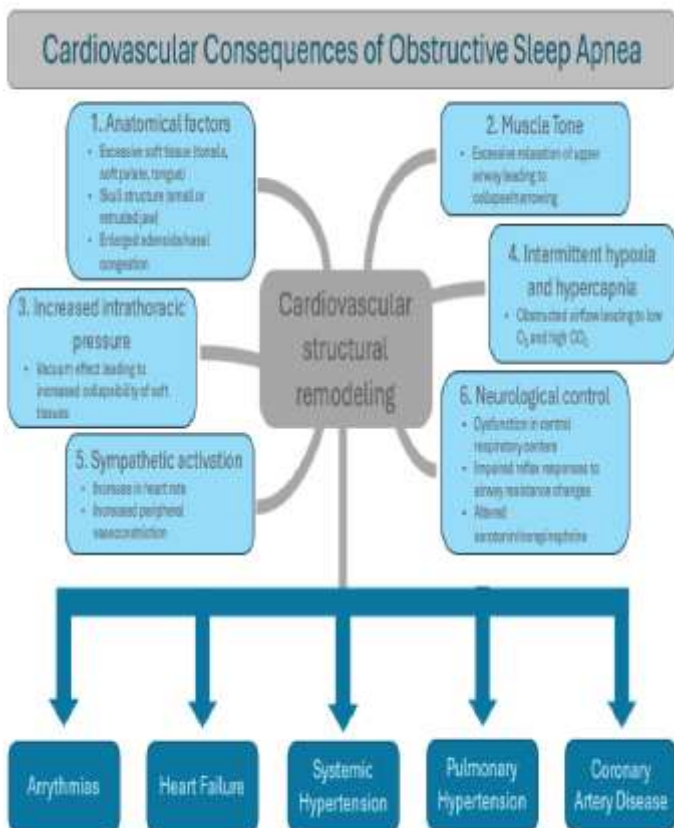 Cardiovascular Consequences of Obstructive Sleep Apnea
1. Anatomical factors
• Excessive soft tissue (tonsils,
soft palate, tongue)
• Skull structure (small or
retruded jaw)
• Enlarged adenoids/nasal
congestion
2. Muscle Tone
• Excessive relaxation of upper
airway leading to
collapse/narrowing
3. Increased intrathoracic
pressure
• Vacuum effect leading to
increased collapsibility of soft
tissues
Cardiovascular
structural
remodeling
4. Intermittent hypoxia
and hypercapnia
• Obstructed airflow leading to low
O₂ and high CO₂
5. Sympathetic activation
• Increase in heart rate
• Increased peripheral
vasoconstriction
6. Neurological control
• Dysfunction in central
respiratory centers
• Impaired reflex responses to
airway resistance changes
• Altered
serotonin/norepinephrine
Arrythmias
Heart Failure
Systemic
Hypertension
Pulmonary
Hypertension
Coronary
Artery Disease